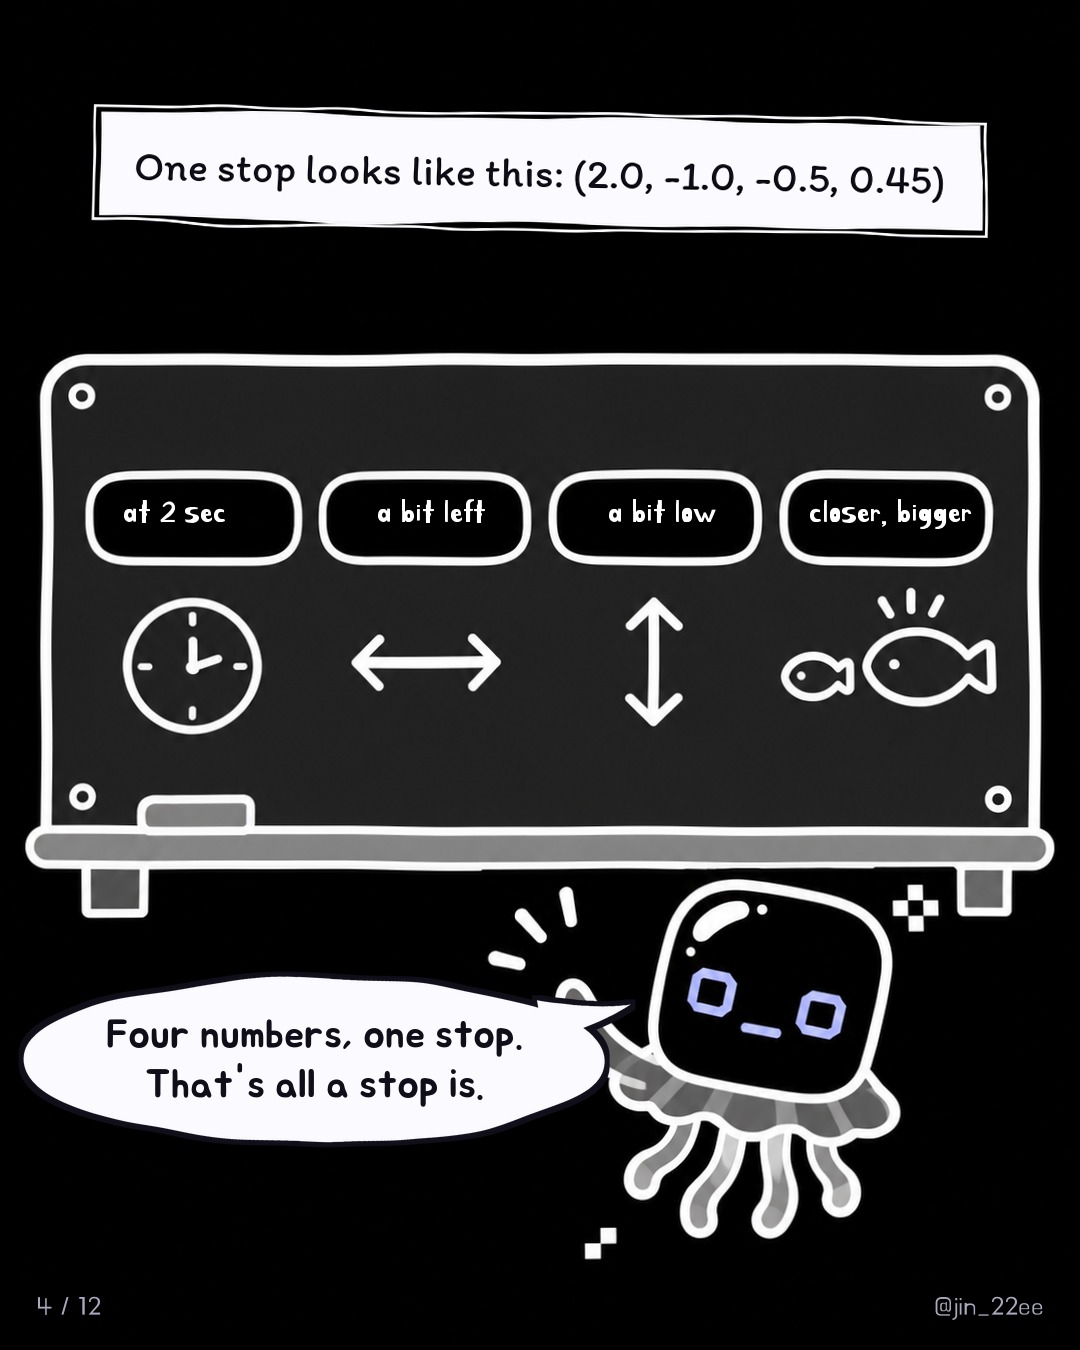 One stop looks like this: (2.0, -1.0, -0.5, 0.45)
at 2 sec
a bit left
a bit low
closer, bigger
Four numbers, one stop.
That's all a stop is.
4 / 12
@jin_22ee